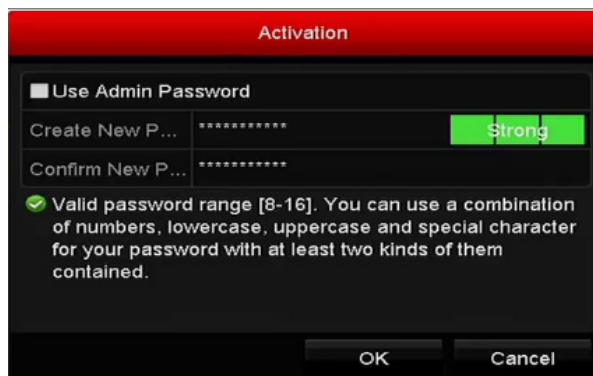 Activation
Use Admin Password
Create New P... *********** Strong
Confirm New P... ***********
Valid password range [8-16]. You can use a combination
of numbers, lowercase, uppercase and special character
for your password with at least two kinds of them
contained.
OK Cancel